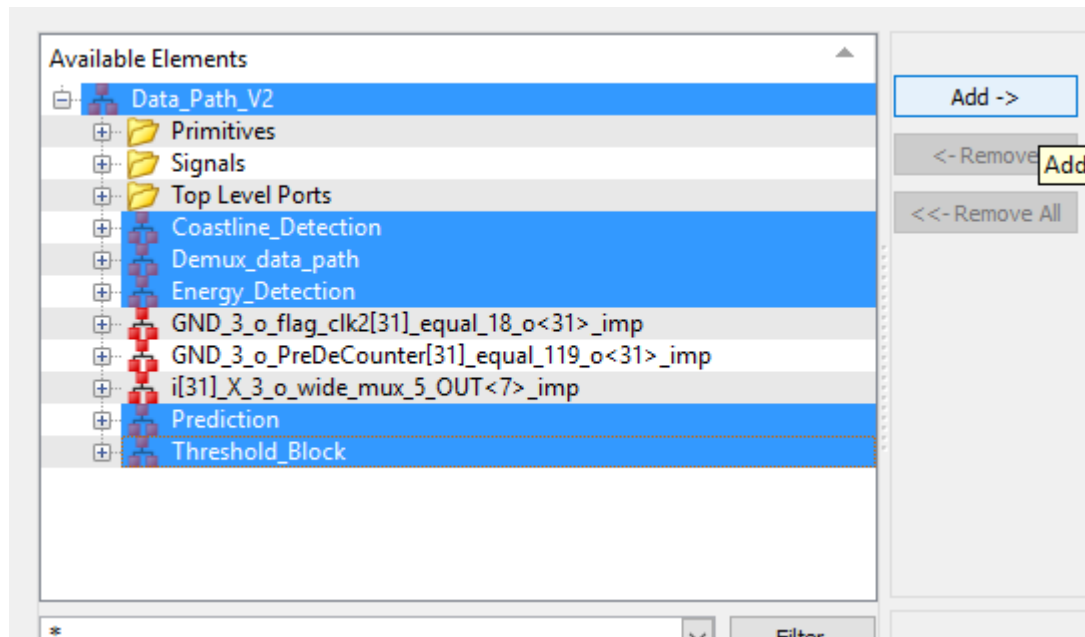 Available Elements
Data_Path_V2
Add ->
Primitives
Signals
<- Remove
Add
Top Level Ports
<<- Remove All
Coastline_Detection
Demux_data_path
Energy_Detection
GND_3_o_flag_clk2[31]_equal_18_o<31>_imp
GND_3_o_PreDeCounter[31]_equal_119_o<31>_imp
i[31]_X_3_o_wide_mux_5_OUT<7>_imp
Prediction
Threshold_Block
*
Filter